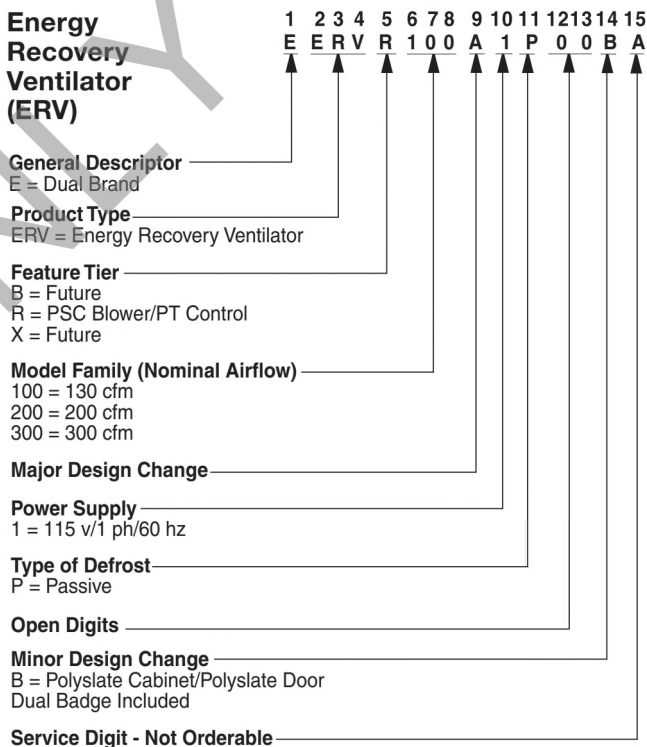 Energy
Recovery
Ventilator
(ERV)
1 2 3 4 5 6 7 8 9 10 11 12 13 14 15
E E R V R 1 0 0 A 1 P 0 0 B A
General Descriptor
E = Dual Brand
Product Type
ERV = Energy Recovery Ventilator
Feature Tier
B = Future
R = PSC Blower/PT Control
X = Future
Model Family (Nominal Airflow)
100 = 130 cfm
200 = 200 cfm
300 = 300 cfm
Major Design Change
Power Supply
1 = 115 v/1 ph/60 hz
Type of Defrost
P = Passive
Open Digits
Minor Design Change
B = Polyslate Cabinet/Polyslate Door
Dual Badge Included
Service Digit - Not Orderable